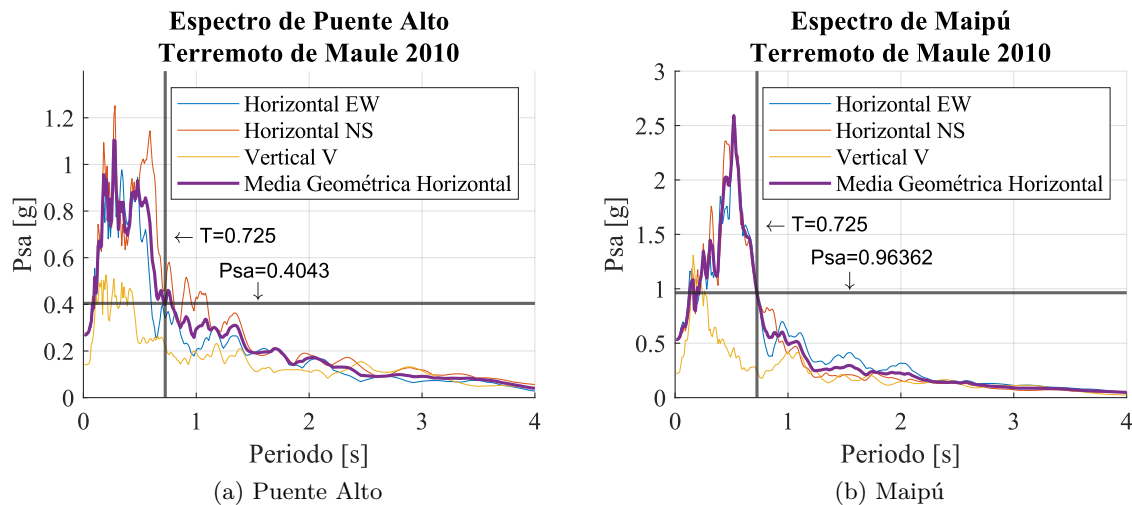 Espectro de Puente Alto
Terremoto de Maule 2010
Psa [g]
1.2
1
0.8
0.6
0.4
0.2
0
Horizontal EW
Horizontal NS
Vertical V
Media Geométrica Horizontal
← T=0.725
Psa=0.4043
↓
0 1 2 3 4
Periodo [s]
(a) Puente Alto
Espectro de Maipú
Terremoto de Maule 2010
Psa [g]
3
2.5
2
1.5
1
0.5
0
Horizontal EW
Horizontal NS
Vertical V
Media Geométrica Horizontal
← T=0.725
Psa=0.96362
↓
0 1 2 3 4
Periodo [s]
(b) Maipú